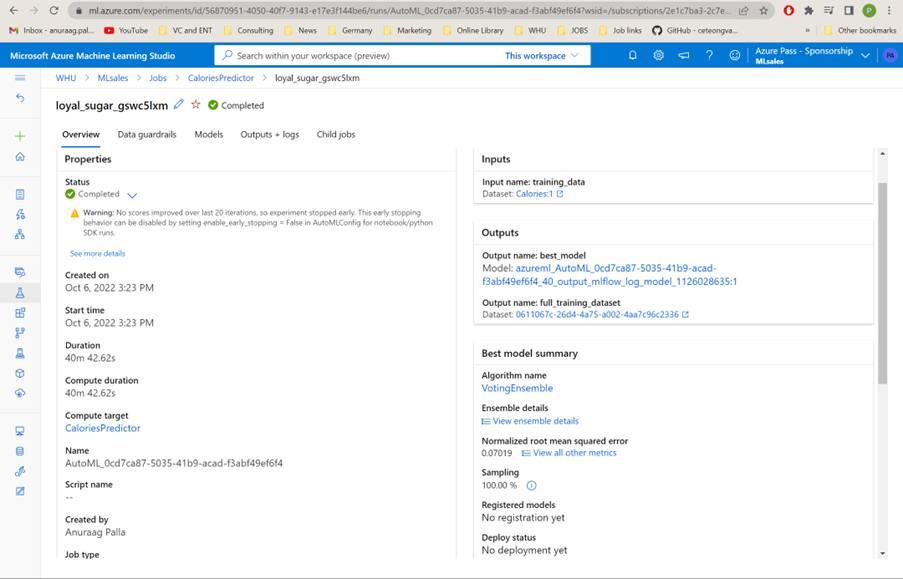 ml.azure.com/experiments/id/56870951-4050-40f7-9143-e17e3f144be6/runs/AutoML_0cd7ca87-5035-41b9-acad-f3abf49ef6f4?wsid=/subscriptions/2e1c7ba3-2c7e...
Inbox - anuraag.pal... YouTube VC and ENT Consulting News Germany Marketing Online Library WHU JOBS Job links GitHub - ceteongva... » Other bookmarks
Microsoft Azure Machine Learning Studio
Search within your workspace (preview) This workspace
Azure Pass - Sponsorship
MLsales
PA
WHU > MLsales > Jobs > CaloriesPredictor > loyal_sugar_gswc5lxm
loyal_sugar_gswc5lxm Completed
Overview Data guardrails Models Outputs + logs Child jobs
Properties
Status
Completed
Warning: No scores improved over last 20 iterations, so experiment stopped early. This early stopping
behavior can be disabled by setting enable_early_stopping = False in AutoMLConfig for notebook/python
SDK runs.
See more details
Created on
Oct 6, 2022 3:23 PM
Start time
Oct 6, 2022 3:23 PM
Duration
40m 42.62s
Compute duration
40m 42.62s
Compute target
CaloriesPredictor
Name
AutoML_0cd7ca87-5035-41b9-acad-f3abf49ef6f4
Script name
--
Created by
Anuraag Palla
Job type
Inputs
Input name: training_data
Dataset: Calories:1
Outputs
Output name: best_model
Model: azureml_AutoML_0cd7ca87-5035-41b9-acad-
f3abf49ef6f4_40_output_mlflow_log_model_1126028635:1
Output name: full_training_dataset
Dataset: 0611067c-26d4-4a75-a002-4aa7c96c2336
Best model summary
Algorithm name
VotingEnsemble
Ensemble details
View ensemble details
Normalized root mean squared error
0.07019 View all other metrics
Sampling
100.00 %
Registered models
No registration yet
Deploy status
No deployment yet